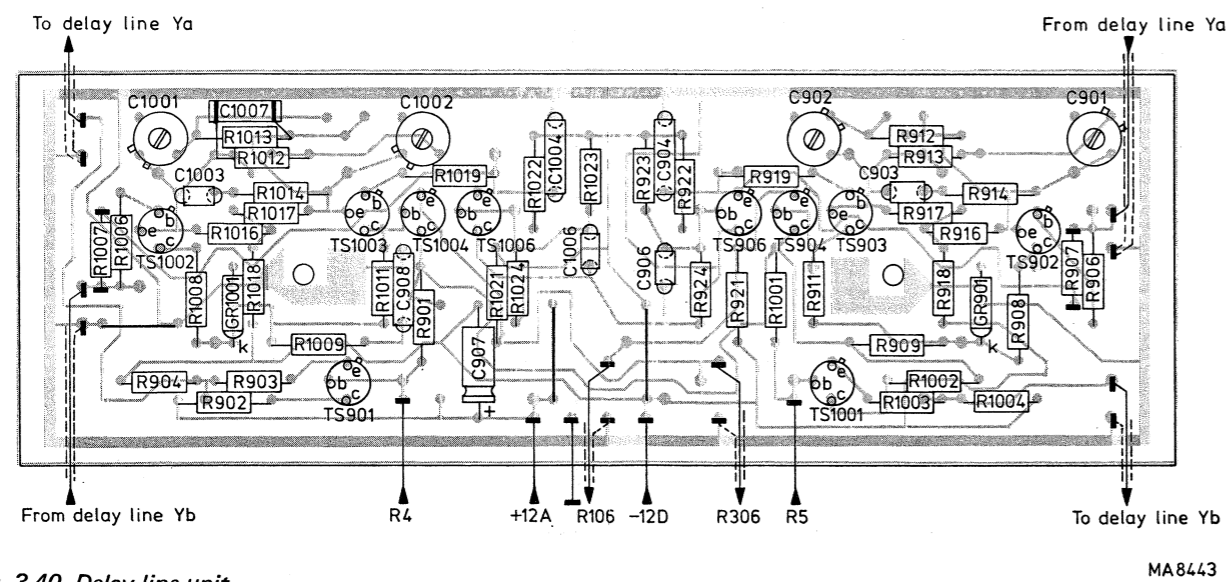 To delay line Ya
From delay line Ya
C1001
C1007
C1002
C902
C901
R1013
R1012
R912
R913
C1003
R1019
R1022
C1004
R1023
R923
C904
R922
R919
C903
R1014
R1017
R1016
R914
R917
R916
R1007
R1006
b
e
c
TS1002
b
e
c
TS1003
e
b
c
TS1004
e
b
c
TS1006
e
b
c
TS906
e
b
c
TS904
b
e
c
TS903
b
e
c
TS902
R907
R906
C1006
C906
R1008
GR1001
k
R1018
R1011
C908
R901
R1021
R1024
R924
R921
R1001
R911
R918
GR901
k
R908
R1009
C907
+
R909
R904
R903
R902
e
b
c
TS901
e
b
c
TS1001
R1002
R1003
R1004
From delay line Yb
R4
+12A
R106
-12D
R306
R5
To delay line Yb
MA8443
3.40 Delay line unit